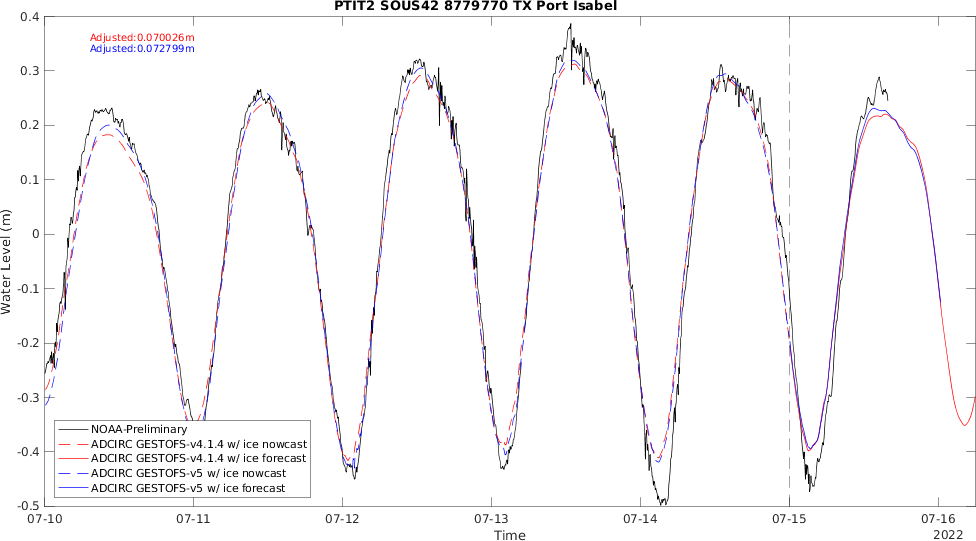 PTIT2 SOUS42 8779770 TX Port Isabel
Adjusted:0.070026m
Adjusted:0.072799m
0.4
0.3
0.2
0.1
0
-0.1
-0.2
-0.3
-0.4
-0.5
Water Level (m)
NOAA-Preliminary
ADCIRC GESTOFS-v4.1.4 w/ ice nowcast
ADCIRC GESTOFS-v4.1.4 w/ ice forecast
ADCIRC GESTOFS-v5 w/ ice nowcast
ADCIRC GESTOFS-v5 w/ ice forecast
07-10 07-11 07-12 07-13 07-14 07-15 07-16
Time
2022